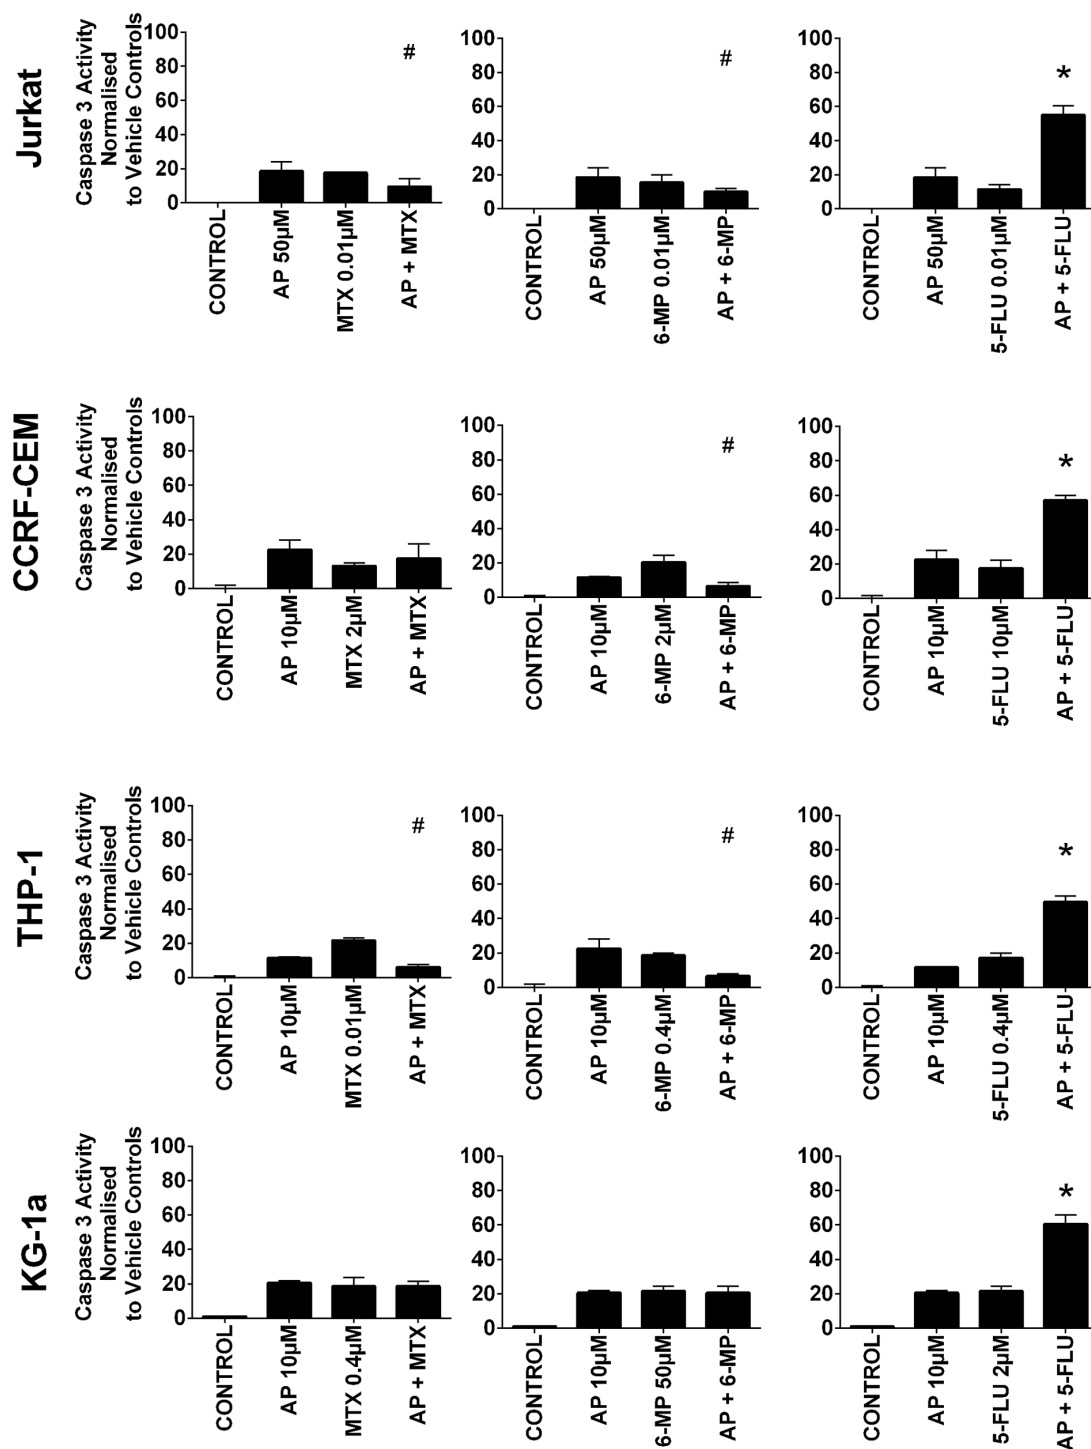 Jurkat
Caspase 3 Activity
Normalised
to Vehicle Controls
100
80
60
40
20
0
#
CONTROL
AP 50µM
MTX 0.01µM
AP + MTX
100
80
60
40
20
0
#
CONTROL
AP 50µM
6-MP 0.01µM
AP + 6-MP
100
80
60
40
20
0
*
CONTROL
AP 50µM
5-FLU 0.01µM
AP + 5-FLU
CCRF-CEM
Caspase 3 Activity
Normalised
to Vehicle Controls
100
80
60
40
20
0
CONTROL
AP 10µM
MTX 2µM
AP + MTX
100
80
60
40
20
0
#
CONTROL
AP 10µM
6-MP 2µM
AP + 6-MP
100
80
60
40
20
0
*
CONTROL
AP 10µM
5-FLU 10µM
AP + 5-FLU
THP-1
Caspase 3 Activity
Normalised
to Vehicle Controls
100
80
60
40
20
0
#
CONTROL
AP 10µM
MTX 0.01µM
AP + MTX
100
80
60
40
20
0
#
CONTROL
AP 10µM
6-MP 0.4µM
AP + 6-MP
100
80
60
40
20
0
*
CONTROL
AP 10µM
5-FLU 0.4µM
AP + 5-FLU
KG-1a
Caspase 3 Activity
Normalised
to Vehicle Controls
100
80
60
40
20
0
CONTROL
AP 10µM
MTX 0.4µM
AP + MTX
100
80
60
40
20
0
CONTROL
AP 10µM
6-MP 50µM
AP + 6-MP
100
80
60
40
20
0
*
CONTROL
AP 10µM
5-FLU 2µM
AP + 5-FLU